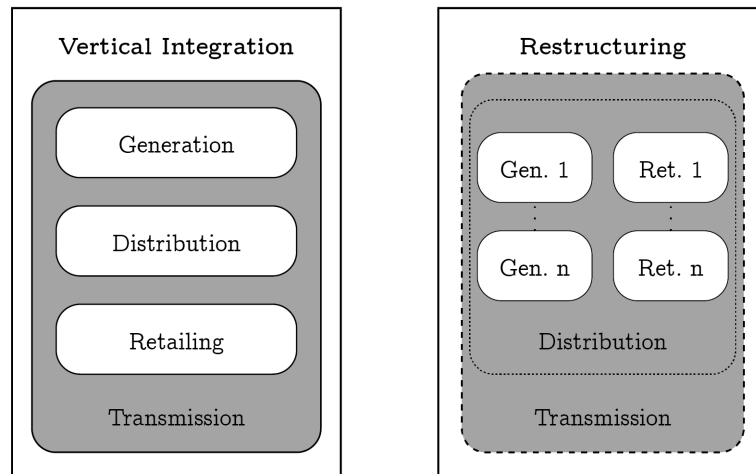 Vertical Integration
Generation
Distribution
Retailing
Transmission
Restructuring
Gen. 1
Ret. 1
Gen. n
Ret. n
Distribution
Transmission